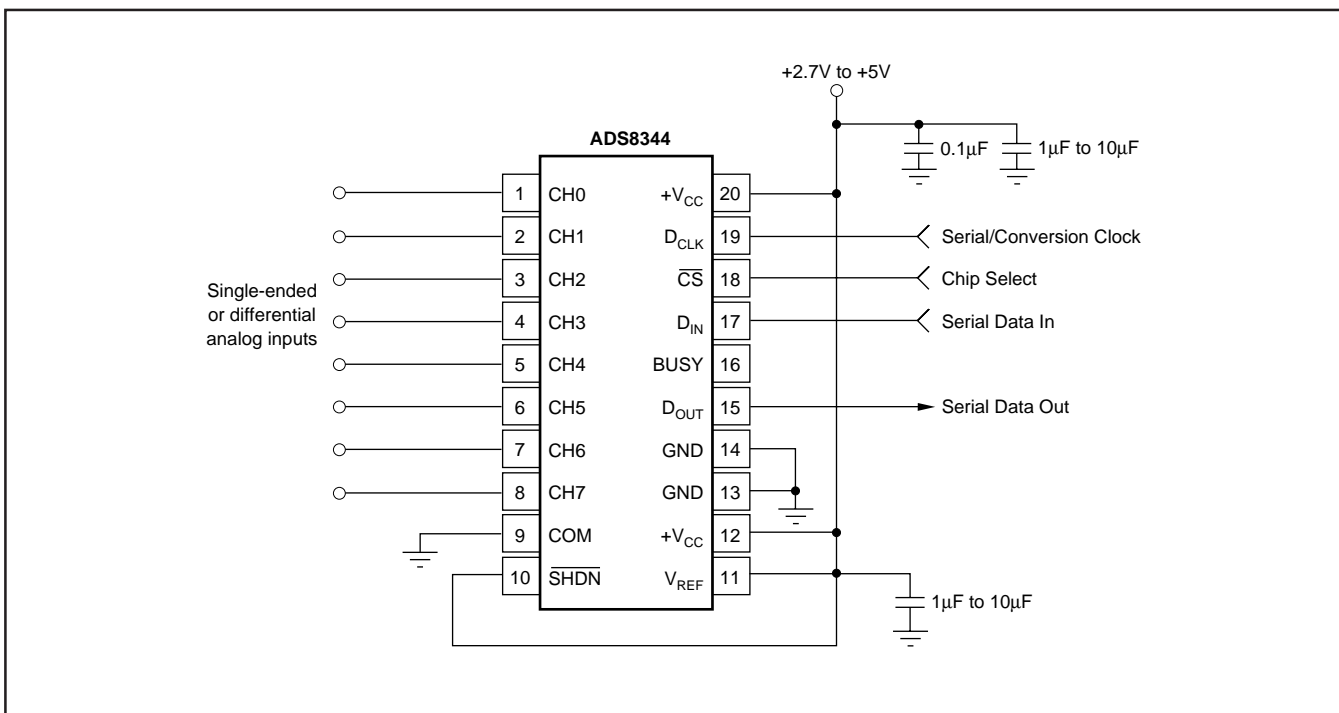 +2.7V to +5V
0.1µF
1µF to 10µF
ADS8344
1 CH0 +VCC 20
2 CH1 DCLK 19 Serial/Conversion Clock
3 CH2 CS 18 Chip Select
Single-ended
or differential
analog inputs
4 CH3 DIN 17 Serial Data In
5 CH4 BUSY 16
6 CH5 DOUT 15 Serial Data Out
7 CH6 GND 14
8 CH7 GND 13
9 COM +VCC 12
10 SHDN VREF 11
1µF to 10µF